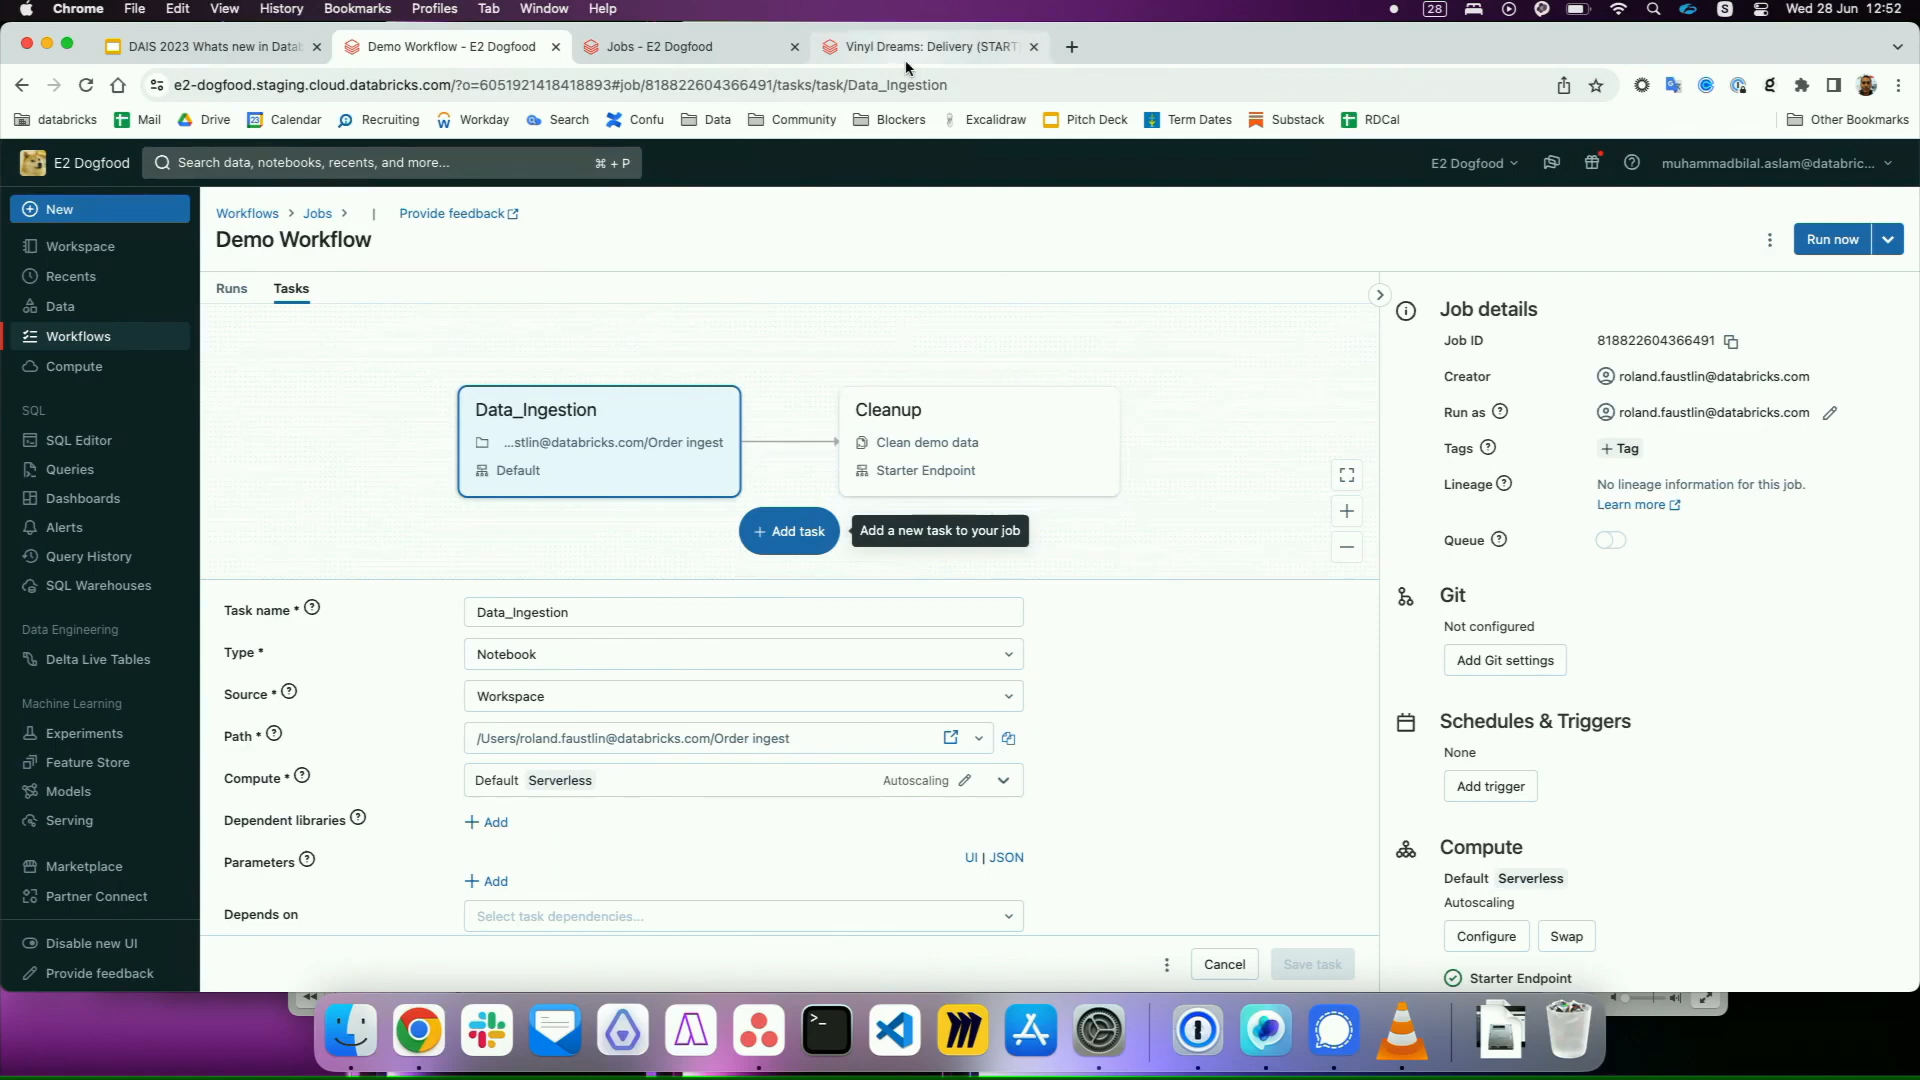 Chrome File Edit View History Bookmarks Profiles Tab Window Help 28 Wed 28 Jun 12:52
DAIS 2023 Whats new in Datab Demo Workflow - E2 Dogfood Jobs - E2 Dogfood Vinyl Dreams: Delivery (START
e2-dogfood.staging.cloud.databricks.com/?o=6051921418418893#job/818822604366491/tasks/task/Data_Ingestion
databricks Mail Drive Calendar Recruiting Workday Search Confu Data Community Blockers Excalidraw Pitch Deck Term Dates Substack RDCal Other Bookmarks
E2 Dogfood Search data, notebooks, recents, and more... ⌘ + P E2 Dogfood muhammadbilal.aslam@databric...
New
Workspace
Recents
Data
Workflows
Compute
SQL
SQL Editor
Queries
Dashboards
Alerts
Query History
SQL Warehouses
Data Engineering
Delta Live Tables
Machine Learning
Experiments
Feature Store
Models
Serving
Marketplace
Partner Connect
Disable new UI
Provide feedback
Workflows > Jobs > | Provide feedback
Demo Workflow
Run now
Runs Tasks
Data_Ingestion
...stlin@databricks.com/Order ingest
Default
Cleanup
Clean demo data
Starter Endpoint
+ Add task
Add a new task to your job
Task name * Data_Ingestion
Type * Notebook
Source * Workspace
Path * /Users/roland.faustlin@databricks.com/Order ingest
Compute * Default Serverless Autoscaling
Dependent libraries + Add
Parameters UI | JSON
+ Add
Depends on Select task dependencies...
Cancel Save task
Job details
Job ID 818822604366491
Creator roland.faustlin@databricks.com
Run as roland.faustlin@databricks.com
Tags + Tag
Lineage No lineage information for this job.
Learn more
Queue
Git
Not configured
Add Git settings
Schedules & Triggers
None
Add trigger
Compute
Default Serverless
Autoscaling
Configure Swap
Starter Endpoint